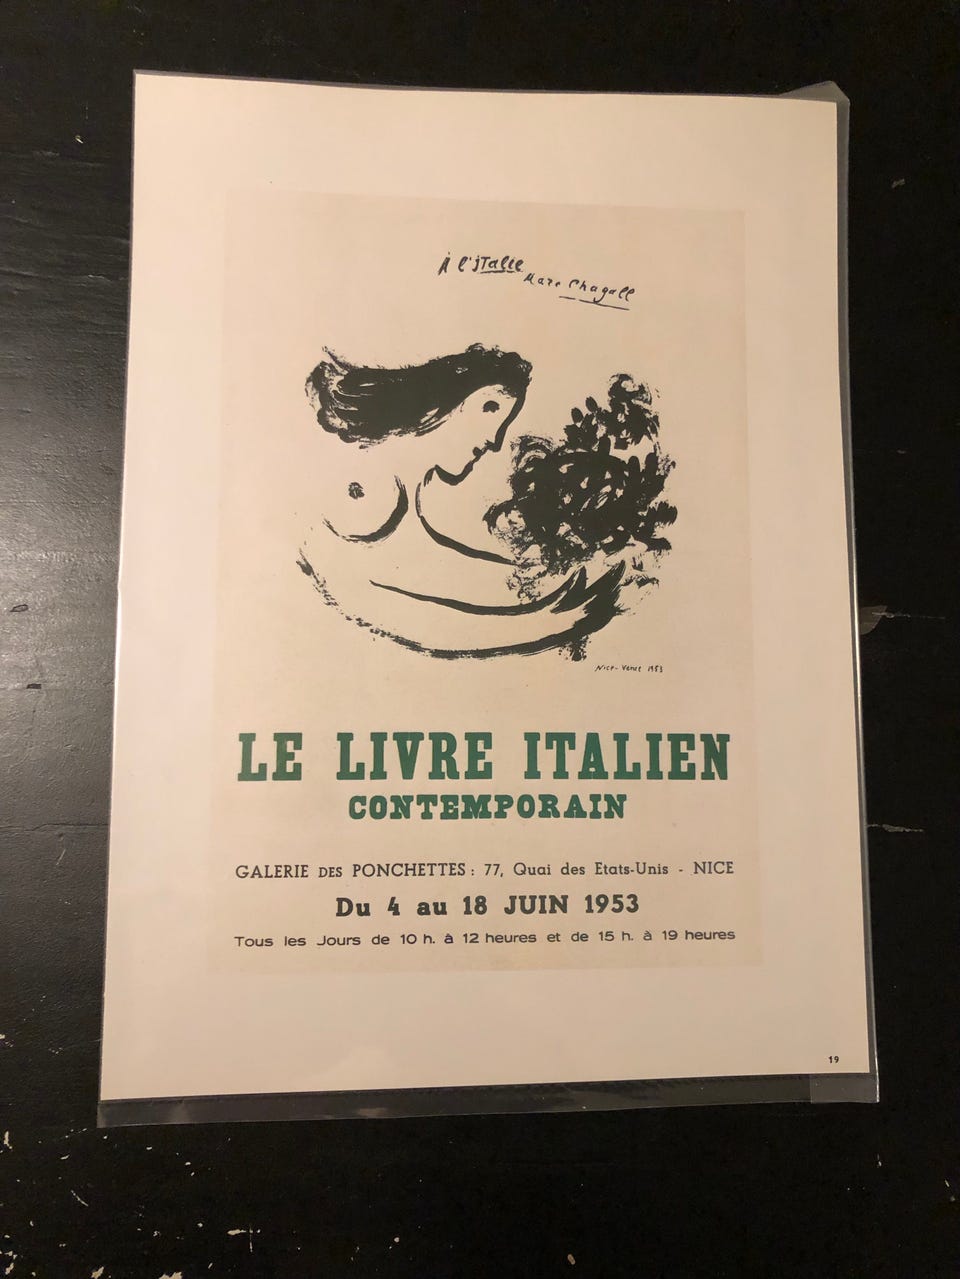 A l'Italie
Marc Chagall
Nice - Vence 1953
LE LIVRE ITALIEN
CONTEMPORAIN
GALERIE DES PONCHETTES : 77, Quai des Etats-Unis - NICE
Du 4 au 18 JUIN 1953
Tous les Jours de 10 h. à 12 heures et de 15 h. à 19 heures
19